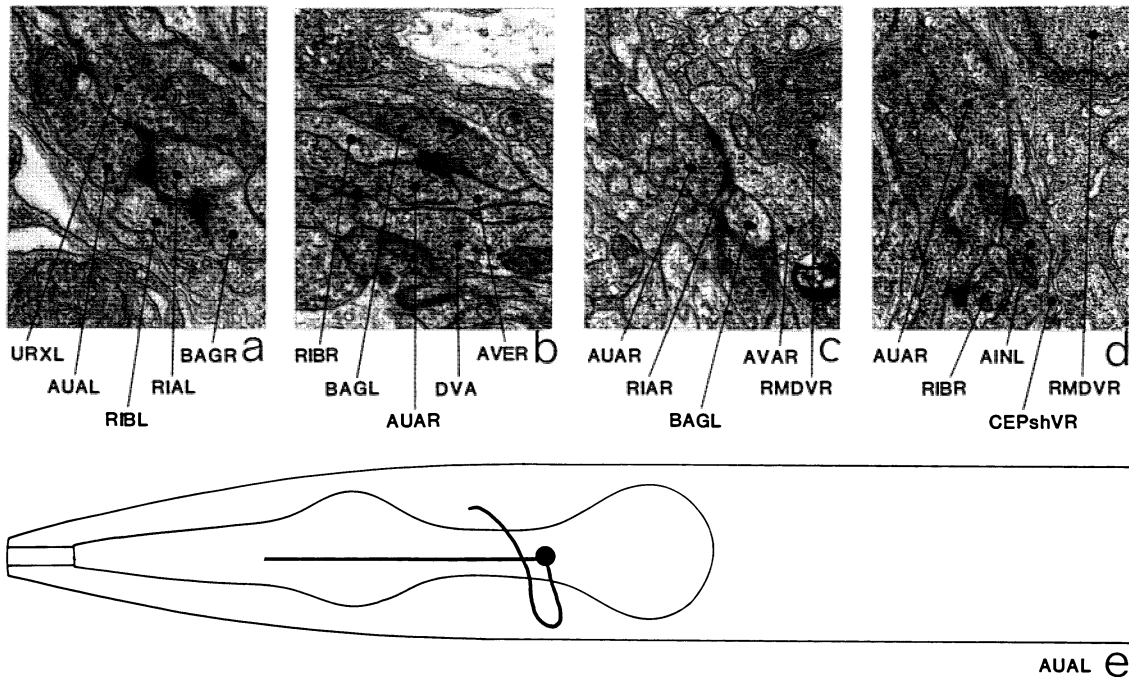 URXL
BAGR
a
AUAL
RIAL
RIBL
RIBR
AVER
b
BAGL
DVA
AUAR
AUAR
AVAR
c
RIAR
RMDVR
BAGL
AUAR
AINL
d
RIBR
RMDVR
CEPshVR
AUAL e